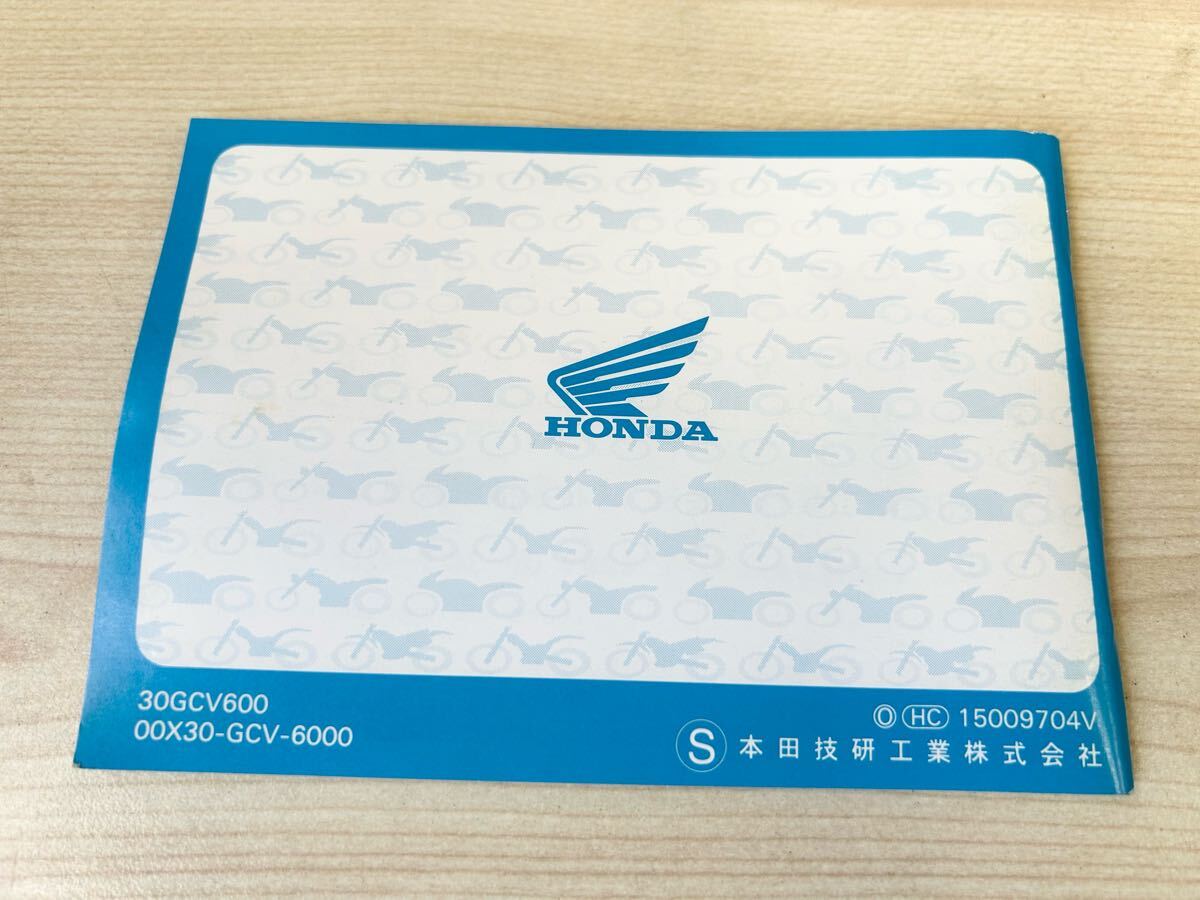 HONDA
30GCV600
00X30-GCV-6000
Ⓞ HC 15009704V
Ⓢ 本田技研工業株式会社